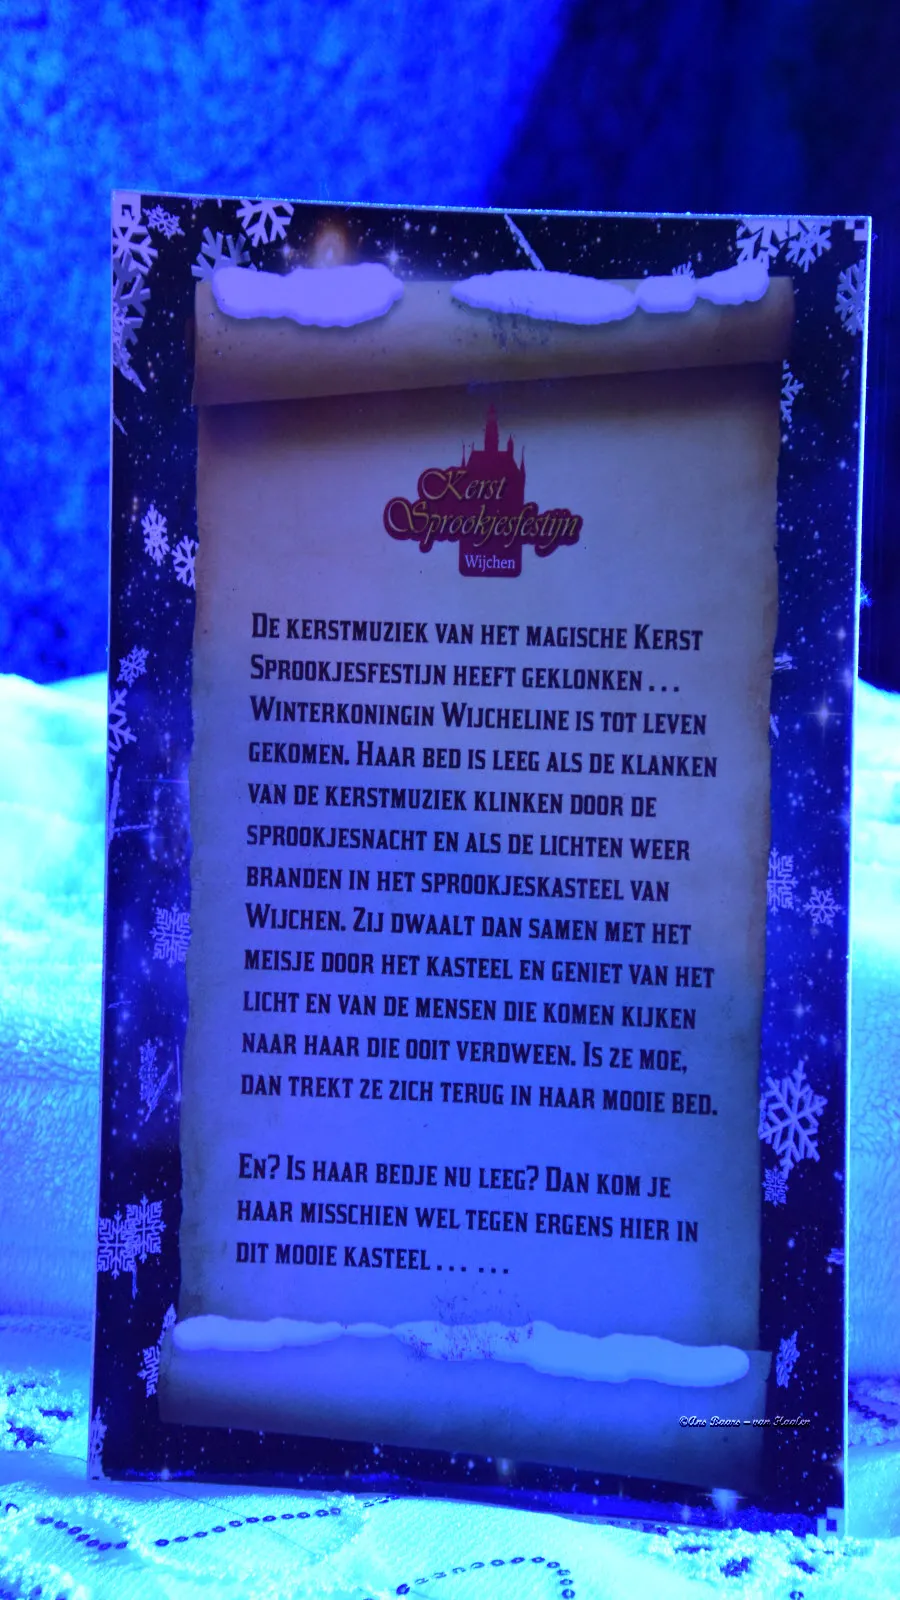 Kerst
Sprookjesfestijn
Wijchen
De kerstmuziek van het magische Kerst
Sprookjesfestijn heeft geklonken ...
Winterkoningin Wijcheline is tot leven
gekomen. Haar bed is leeg als de klanken
van de kerstmuziek klinken door de
sprookjesnacht en als de lichten weer
branden in het sprookjeskasteel van
Wijchen. Zij dwaalt dan samen met het
meisje door het kasteel en geniet van het
licht en van de mensen die komen kijken
naar haar die ooit verdween. Is ze moe,
dan trekt ze zich terug in haar mooie bed.
En? Is haar bedje nu leeg? Dan kom je
haar misschien wel tegen ergens hier in
dit mooie kasteel ... ...
©Ans Baars – van Haalen